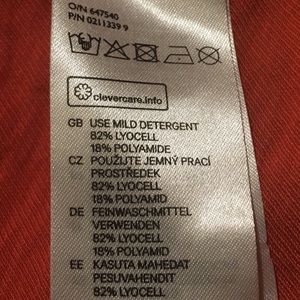 O/N 647540
P/N 0211339 9
clevercare.info
GB USE MILD DETERGENT
82% LYOCELL
18% POLYAMIDE
CZ POUŽIJTE JEMNÝ PRACÍ
PROSTŘEDEK
82% LYOCELL
18% POLYAMID
DE FEINWASCHMITTEL
VERWENDEN
82% LYOCELL
18% POLYAMID
EE KASUTA MAHEDAT
PESUVAHENDIT
82% LYOCELL